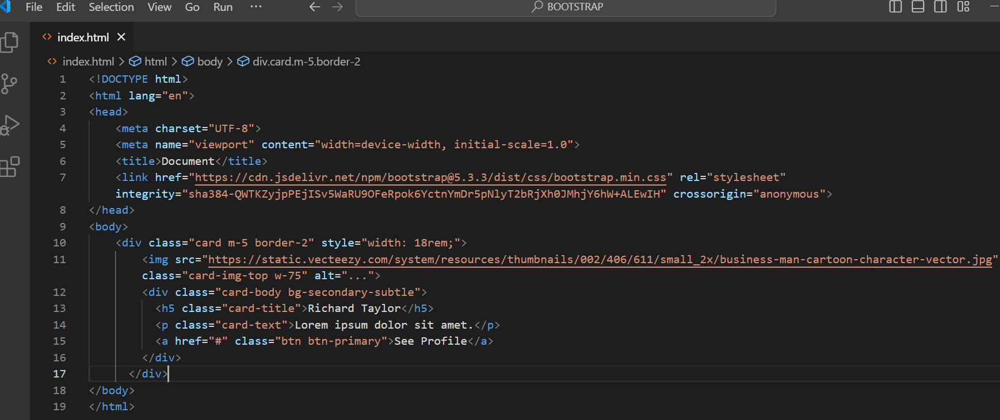 File Edit Selection View Go Run ··· BOOTSTRAP
index.html
index.html > html > body > div.card.m-5.border-2
1 <!DOCTYPE html>
2 <html lang="en">
3 <head>
4 <meta charset="UTF-8">
5 <meta name="viewport" content="width=device-width, initial-scale=1.0">
6 <title>Document</title>
7 <link href="https://cdn.jsdelivr.net/npm/bootstrap@5.3.3/dist/css/bootstrap.min.css" rel="stylesheet"
integrity="sha384-QWTKZyjpPEjISv5WaRU9OFeRpok6YctnYmDr5pNlyT2bRjXh0JMhjY6hW+ALEwIH" crossorigin="anonymous">
8 </head>
9 <body>
10 <div class="card m-5 border-2" style="width: 18rem;">
11 <img src="https://static.vecteezy.com/system/resources/thumbnails/002/406/611/small_2x/business-man-cartoon-character-vector.jpg"
class="card-img-top w-75" alt="...">
12 <div class="card-body bg-secondary-subtle">
13 <h5 class="card-title">Richard Taylor</h5>
14 <p class="card-text">Lorem ipsum dolor sit amet.</p>
15 <a href="#" class="btn btn-primary">See Profile</a>
16 </div>
17 </div>
18 </body>
19 </html>